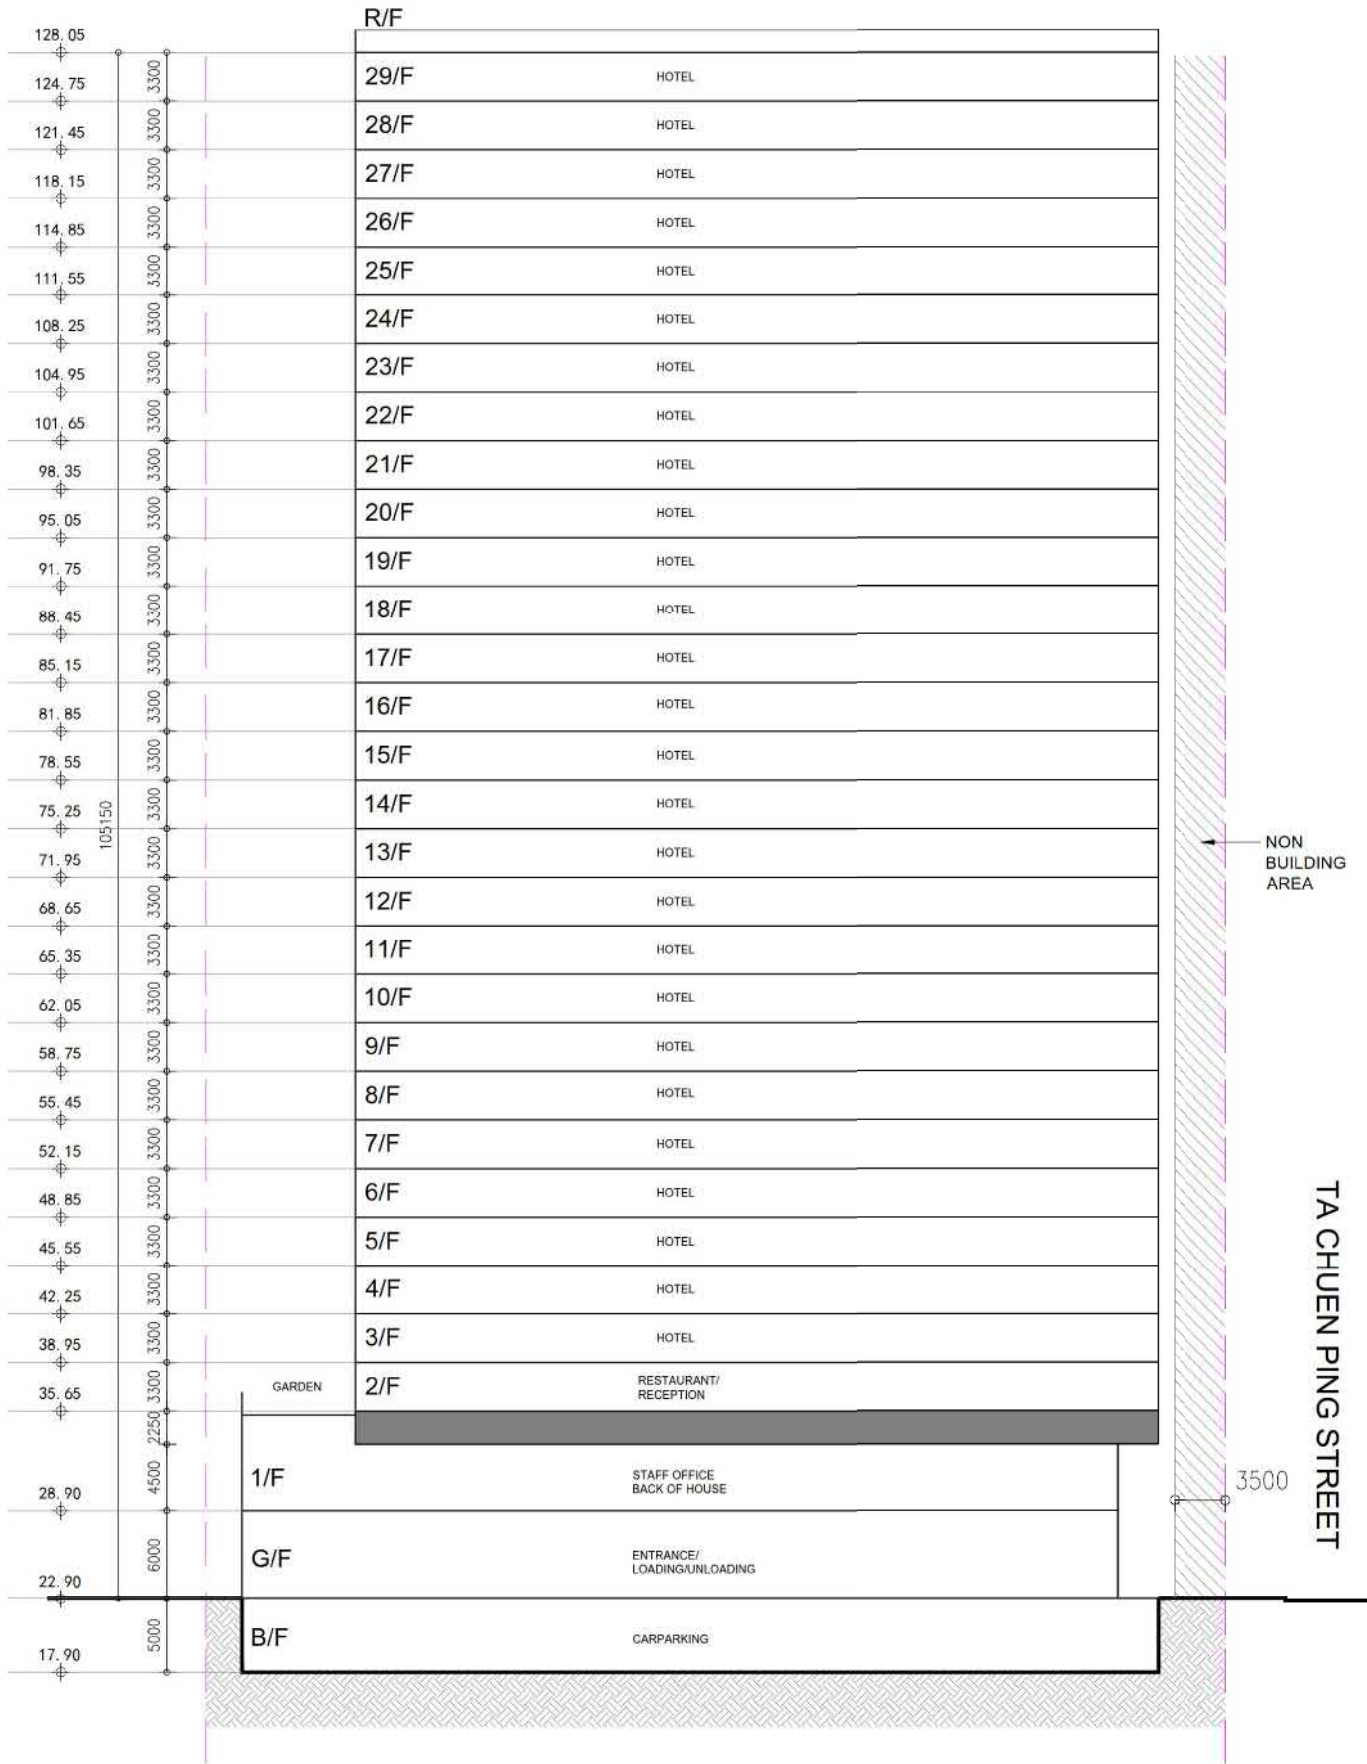 R/F
128.05
3300
29/F
HOTEL
124.75
3300
28/F
HOTEL
121.45
3300
27/F
HOTEL
118.15
3300
26/F
HOTEL
114.85
3300
25/F
HOTEL
111.55
3300
24/F
HOTEL
108.25
3300
23/F
HOTEL
104.95
3300
22/F
HOTEL
101.65
3300
21/F
HOTEL
98.35
3300
20/F
HOTEL
95.05
3300
19/F
HOTEL
91.75
3300
18/F
HOTEL
88.45
3300
17/F
HOTEL
85.15
3300
16/F
HOTEL
81.85
3300
15/F
HOTEL
78.55
3300
14/F
HOTEL
75.25
105150
3300
13/F
HOTEL
NON
BUILDING
AREA
71.95
3300
12/F
HOTEL
68.65
3300
11/F
HOTEL
65.35
3300
10/F
HOTEL
62.05
3300
9/F
HOTEL
58.75
3300
8/F
HOTEL
55.45
3300
7/F
HOTEL
52.15
3300
6/F
HOTEL
48.85
3300
5/F
HOTEL
45.55
3300
4/F
HOTEL
42.25
3300
3/F
HOTEL
38.95
3300
GARDEN
2/F
RESTAURANT/
RECEPTION
35.65
2250
4500
1/F
STAFF OFFICE
BACK OF HOUSE
3500
TA CHUEN PING STREET
28.90
6000
G/F
ENTRANCE/
LOADING/UNLOADING
22.90
5000
B/F
CARPARKING
17.90